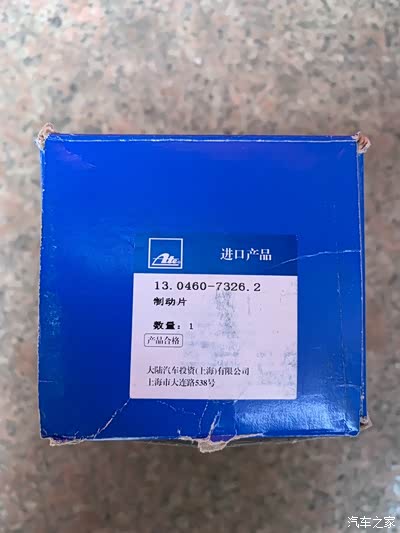 Ate
进口产品
13.0460-7326.2
制动片
数量：1
产品合格
大陆汽车投资(上海)有限公司
上海市大连路538号
汽车之家